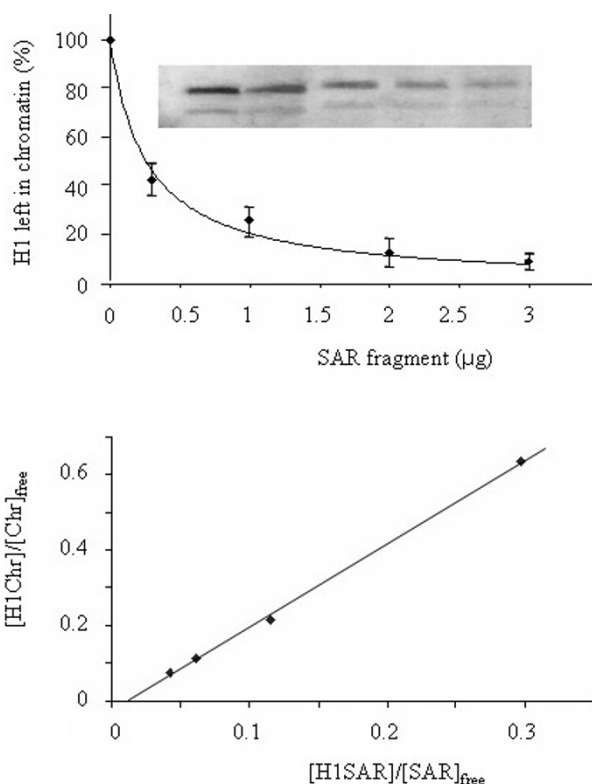 H1 left in chromatin (%)
100
80
60
40
20
0
0 0.5 1 1.5 2 2.5 3
SAR fragment (µg)
[H1Chr]/[Chr]free
0.6
0.4
0.2
0
0 0.1 0.2 0.3
[H1SAR]/[SAR]free